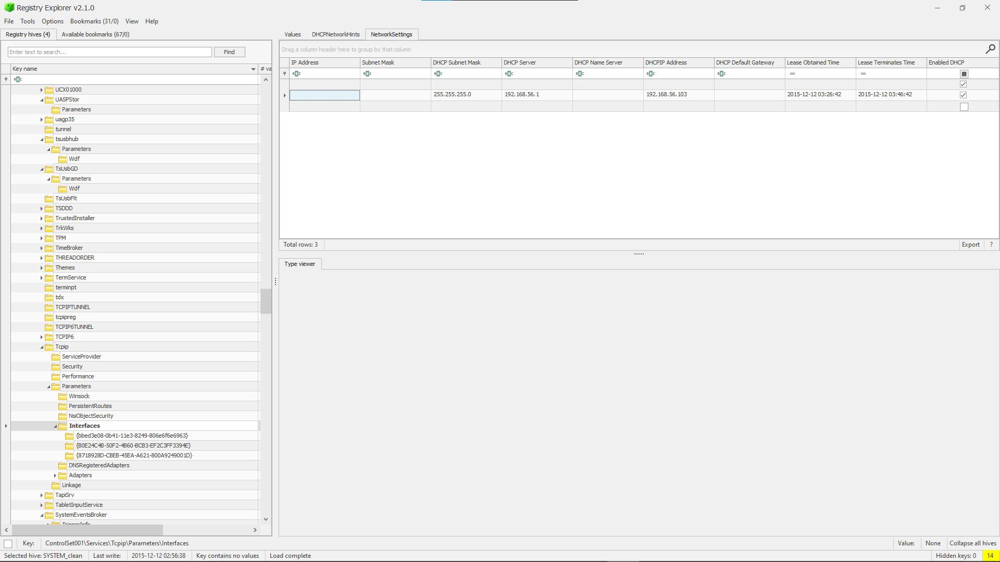 Registry Explorer v2.1.0
File Tools Options Bookmarks (31/0) View Help
Registry hives (4) Available bookmarks (67/0)
Enter text to search... Find
Key name # va
UCX01000
UASPStor
Parameters
uagp35
tunnel
tsusbhub
Parameters
Wdf
TsUsbGD
Parameters
Wdf
TsUsbFlt
TSDDD
TrustedInstaller
TrkWks
TPM
TimeBroker
THREADORDER
Themes
TermService
terminpt
tdx
TCPIPTUNNEL
tcpipreg
TCPIP6TUNNEL
TCPIP6
Tcpip
ServiceProvider
Security
Performance
Parameters
Winsock
PersistentRoutes
NsiObjectSecurity
Interfaces
{bbed3e08-0b41-11e3-8249-806e6f6e6963}
{B0E24C4B-50F2-4B60-BCB3-EF2C3FF3394E}
{8718928D-CBEB-45EA-A621-800A9249001D}
DNSRegisteredAdapters
Adapters
Linkage
TapiSrv
TabletInputService
SystemEventsBroker
TriggerInfo
Values DHCPNetworkHints NetworkSettings
Drag a column header here to group by that column
IP Address Subnet Mask DHCP Subnet Mask DHCP Server DHCP Name Server DHCPIP Address DHCP Default Gateway Lease Obtained Time Lease Terminates Time Enabled DHCP
255.255.255.0 192.168.56.1 192.168.56.103 2015-12-12 03:26:42 2015-12-12 03:46:42
Total rows: 3 Export ?
Type viewer
Key: ControlSet001\Services\Tcpip\Parameters\Interfaces Value: None Collapse all hives
Selected hive: SYSTEM_clean Last write: 2015-12-12 02:56:38 Key contains no values Load complete Hidden keys: 0 14